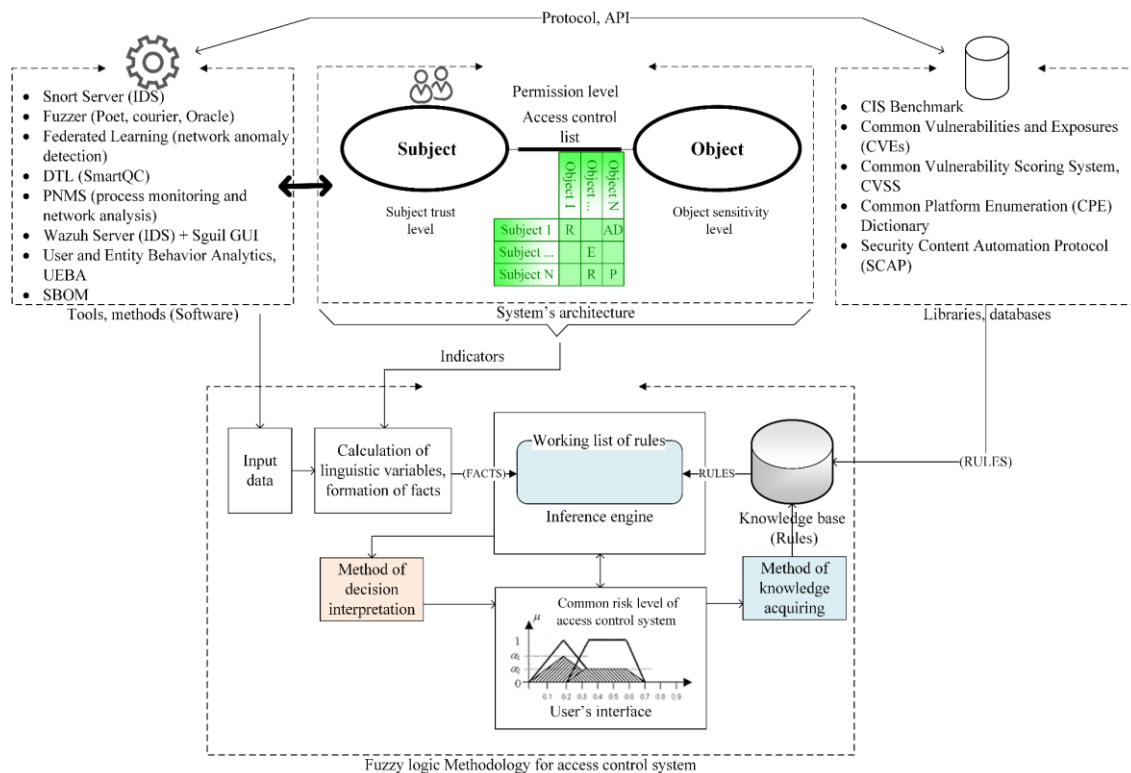 Protocol, API
• Snort Server (IDS)
• Fuzzer (Poet, courier, Oracle)
• Federated Learning (network anomaly
detection)
• DTL (SmartQC)
• PNMS (process monitoring and
network analysis)
• Wazuh Server (IDS) + Sguil GUI
• User and Entity Behavior Analytics,
UEBA
• SBOM
Tools, methods (Software)
Subject
Subject trust
level
Permission level
Access control
list
Object
Object sensitivity
level
Object 1
Object ...
Object N
Subject 1 R AD
Subject ... E
Subject N R P
System's architecture
• CIS Benchmark
• Common Vulnerabilities and Exposures
(CVEs)
• Common Vulnerability Scoring System,
CVSS
• Common Platform Enumeration (CPE)
Dictionary
• Security Content Automation Protocol
(SCAP)
Libraries, databases
Indicators
Input
data
Calculation of
linguistic variables,
formation of facts
(FACTS)
Working list of rules
Inference engine
RULES
Knowledge base
(Rules)
(RULES)
Method of
decision
interpretation
Common risk level of
access control system
μ
1
α₁
α₂
0
0.1 0.2 0.3 0.4 0.5 0.6 0.7 0.8 0.9
User's interface
Method of
knowledge
acquiring
Fuzzy logic Methodology for access control system